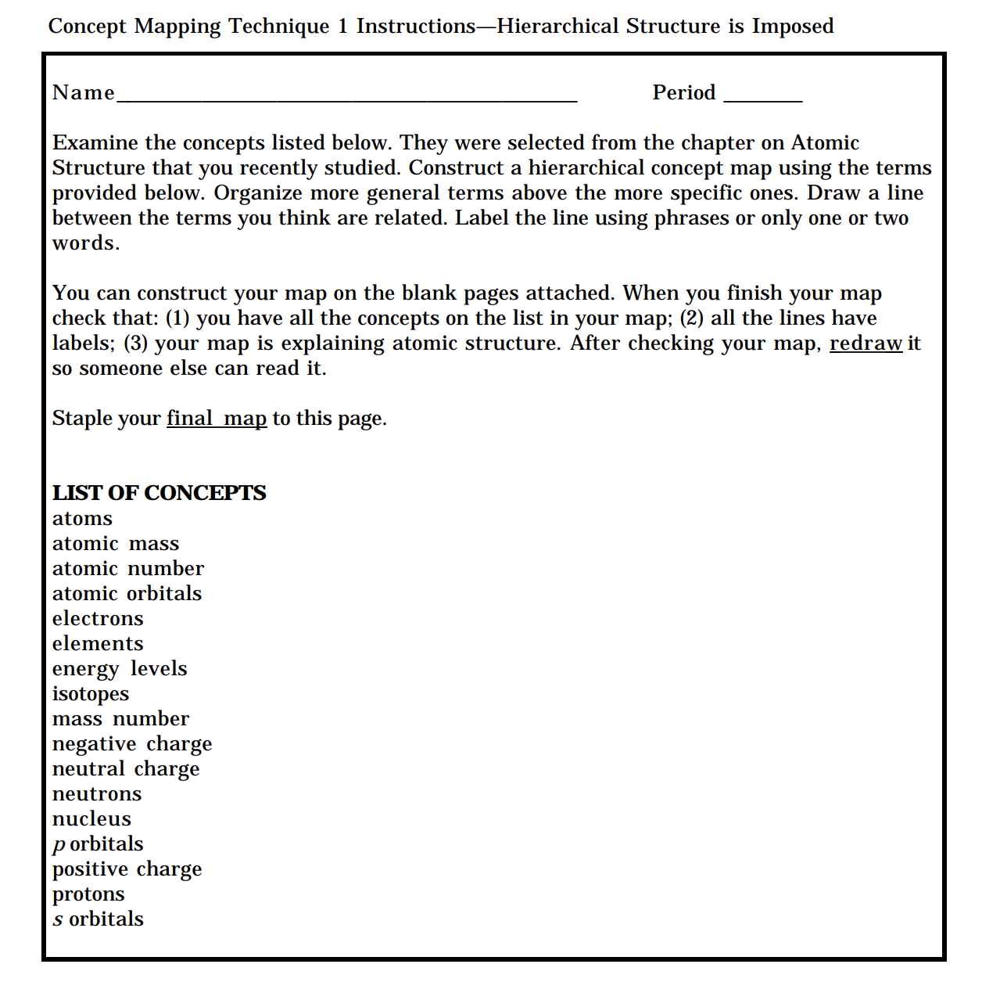 Concept Mapping Technique 1 Instructions—Hierarchical Structure is Imposed
Name Period
Examine the concepts listed below. They were selected from the chapter on Atomic
Structure that you recently studied. Construct a hierarchical concept map using the terms
provided below. Organize more general terms above the more specific ones. Draw a line
between the terms you think are related. Label the line using phrases or only one or two
words.
You can construct your map on the blank pages attached. When you finish your map
check that: (1) you have all the concepts on the list in your map; (2) all the lines have
labels; (3) your map is explaining atomic structure. After checking your map, redraw it
so someone else can read it.
Staple your final map to this page.
LIST OF CONCEPTS
atoms
atomic mass
atomic number
atomic orbitals
electrons
elements
energy levels
isotopes
mass number
negative charge
neutral charge
neutrons
nucleus
p orbitals
positive charge
protons
s orbitals